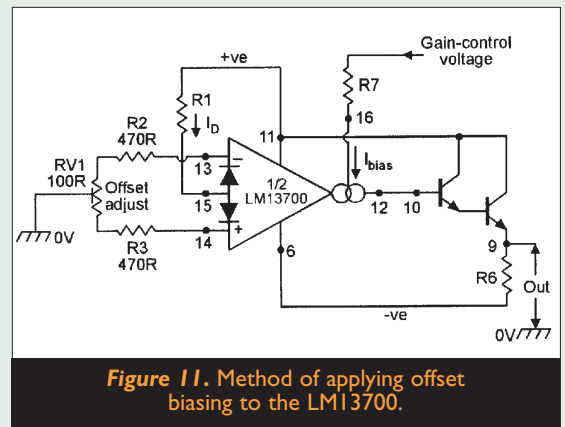 Gain-control
voltage
+ve
R7
R1
I_D
16
R2
470R
11
I_bias
13
RV1
100R
Offset
adjust
1/2
LM13700
15
12
10
0V
14
R3
470R
6
9
R6
Out
-ve
0V
Figure 11. Method of applying offset
biasing to the LM13700.